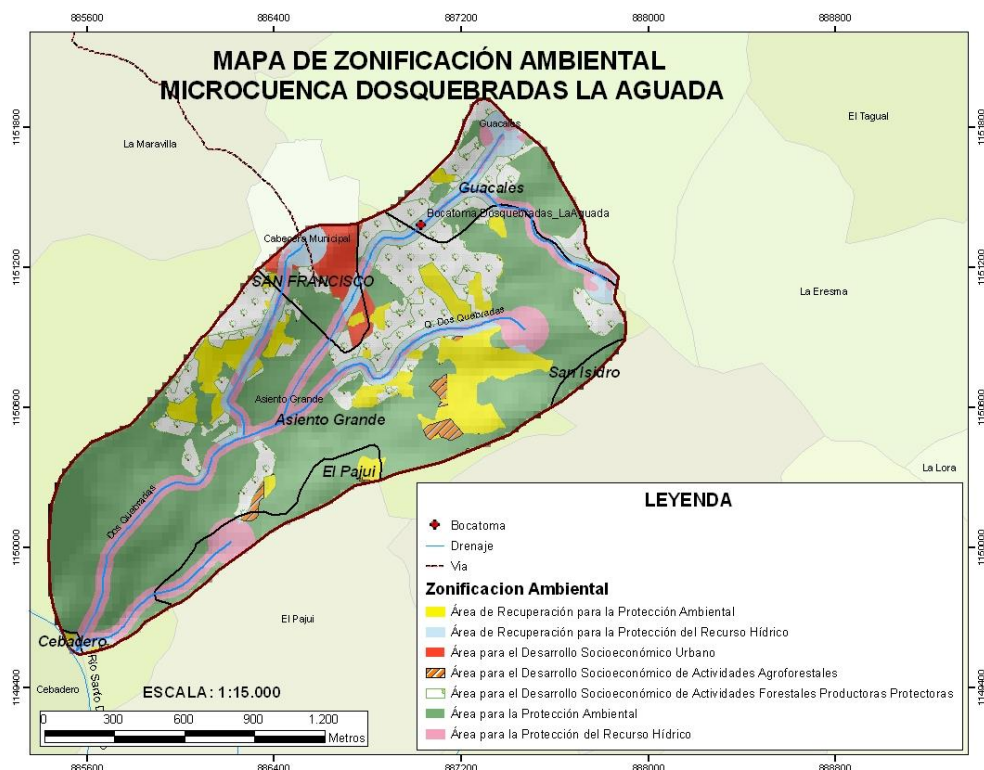 885600
886400
887200
888000
888800
MAPA DE ZONIFICACIÓN AMBIENTAL
MICROCUENCA DOSQUEBRADAS LA AGUADA
1151800
1151800
El Tagual
Guacales
La Maravilla
Guacales
Bocatoma Dosquebradas_LaAguada
Cabecera Municipal
1151200
1151200
SAN FRANCISCO
La Eresma
Q. Dos Quebradas
San Isidro
Asiento Grande
1150600
1150600
Asiento Grande
El Pajui
La Lora
Dos Quebradas
LEYENDA
Bocatoma
1150000
1150000
Drenaje
Via
Zonificacion Ambiental
Área de Recuperación para la Protección Ambiental
El Pajui
Área de Recuperación para la Protección del Recurso Hídrico
Cebadero
Área para el Desarrollo Socioeconómico Urbano
Río Santo D
Área para el Desarrollo Socioeconómico de Actividades Agroforestales
Cebadero
ESCALA: 1:15.000
1149400
1149400
Área para el Desarrollo Socioeconómico de Actividades Forestales Productoras Protectoras
0 300 600 900 1.200
Área para la Protección Ambiental
Metros
Área para la Protección del Recurso Hídrico
885600
886400
887200
888000
888800